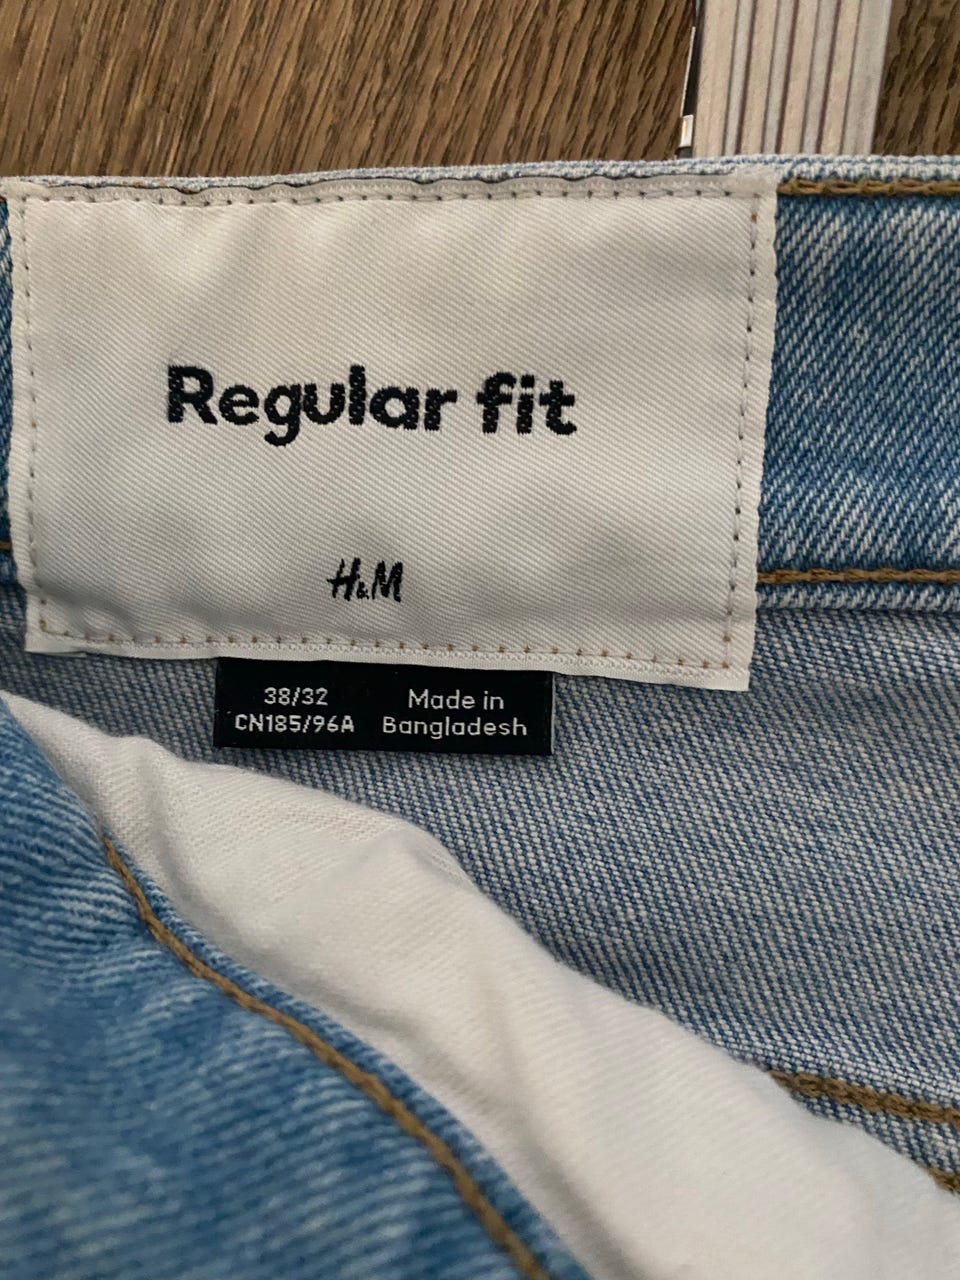 Regular fit
H&M
38/32
CN185/96A
Made in
Bangladesh